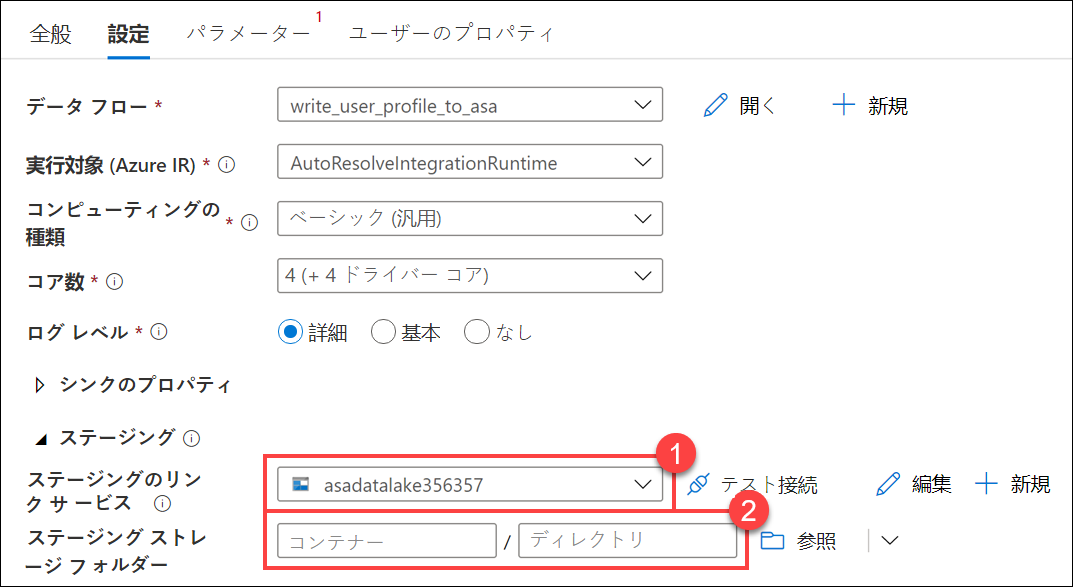 全般 設定 パラメーター 1 ユーザーのプロパティ
データ フロー * write_user_profile_to_asa 開く 新規
実行対象 (Azure IR) * AutoResolveIntegrationRuntime
コンピューティングの
種類 * ベーシック (汎用)
コア数 * 4 (+ 4 ドライバー コア)
ログ レベル * 詳細 基本 なし
シンクのプロパティ
ステージング
1
ステージングのリン
ク サービス asadatalake356357 テスト接続 編集 新規
2
ステージング ストレ
ージ フォルダー コンテナー / ディレクトリ 参照